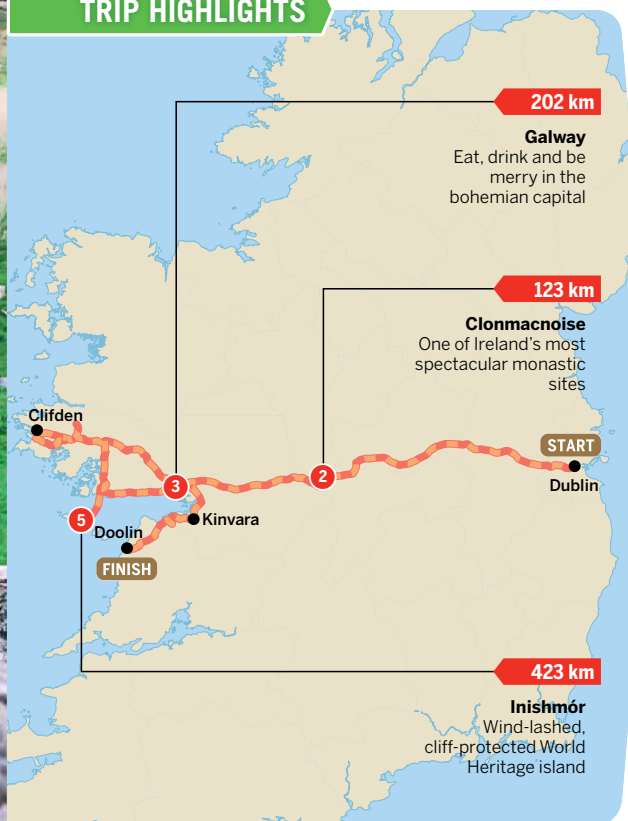 TRIP HIGHLIGHTS
202 km
Galway
Eat, drink and be
merry in the
bohemian capital
123 km
Clonmacnoise
One of Ireland's most
spectacular monastic
sites
Clifden
START
Dublin
2
3
5
Kinvara
Doolin
FINISH
423 km
Inishmór
Wind-lashed,
cliff-protected World
Heritage island